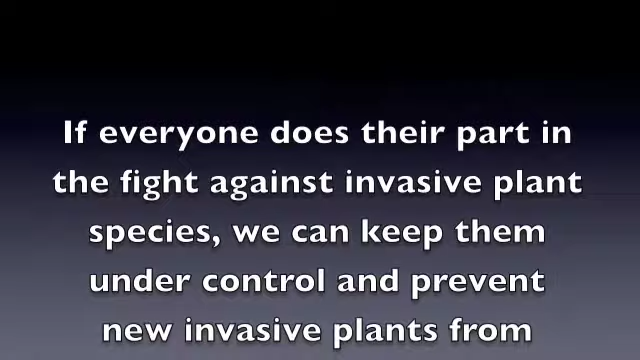 If everyone does their part in
the fight against invasive plant
species, we can keep them
under control and prevent
new invasive plants from